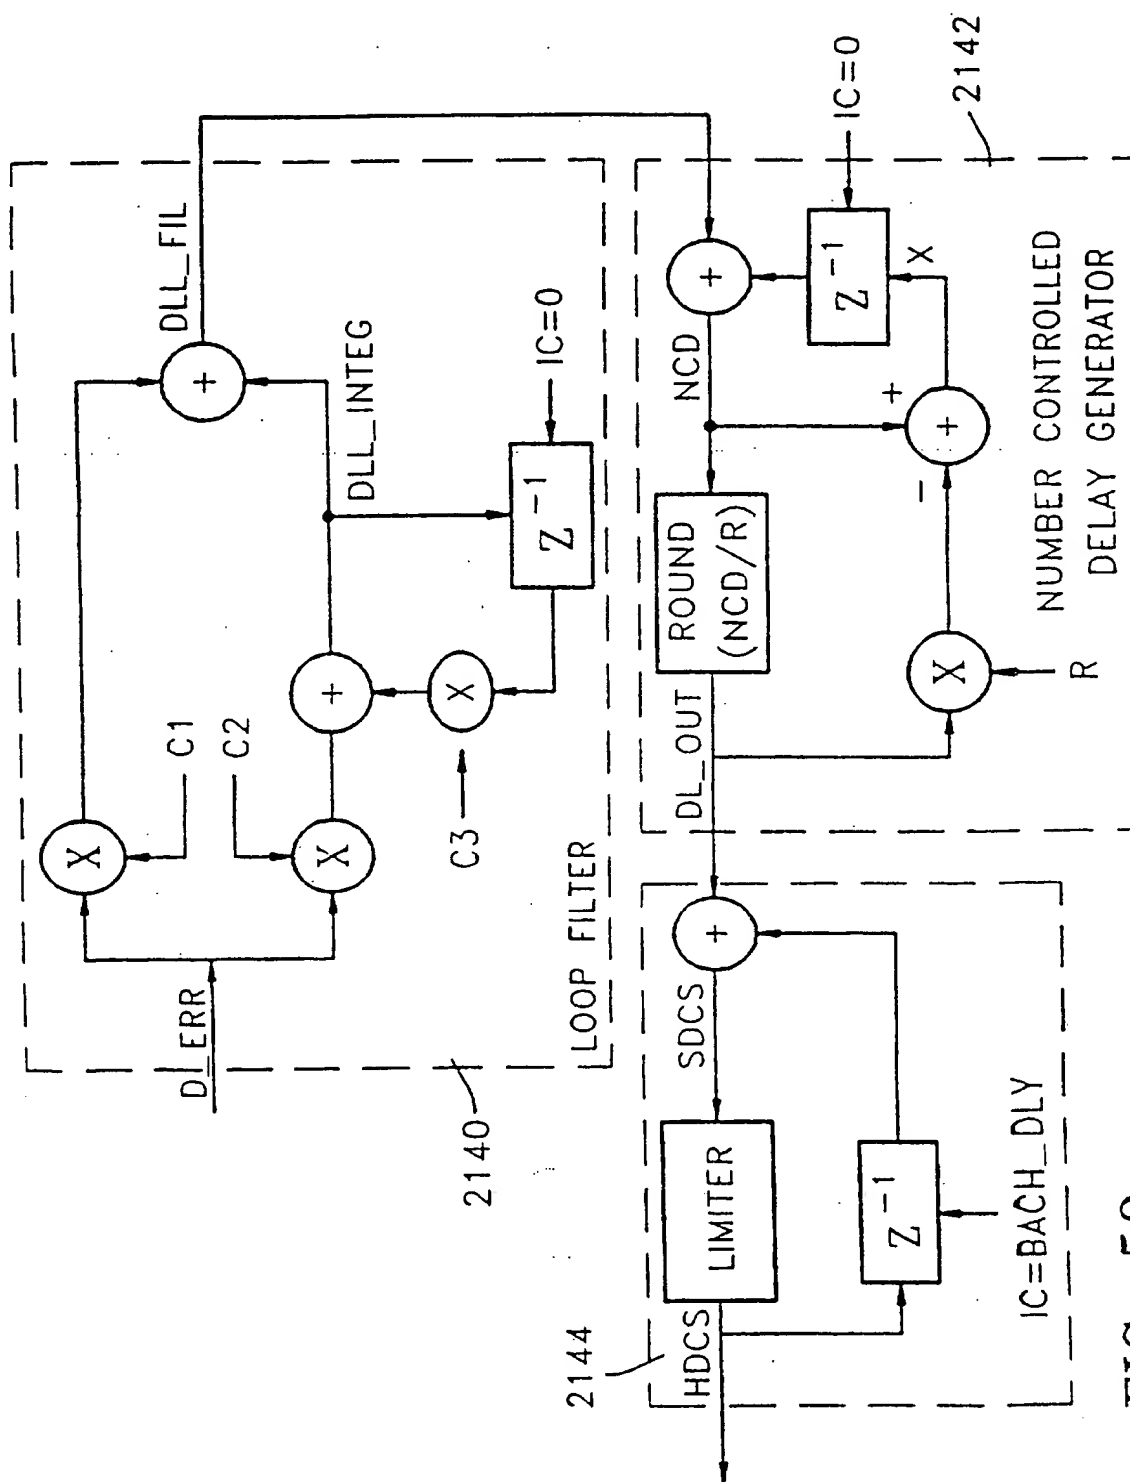 D_ERR
C1
C2
X
X
+
+
DLL_FIL
DLL_INTEG
C3
X
Z⁻¹
IC=0
LOOP FILTER
2140
2144
HDCS
LIMITER
SDCS
+
Z⁻¹
IC=BACH_DLY
DL_OUT
ROUND
(NCD/R)
NCD
+
Z⁻¹
IC=0
X
+
+
-
X
R
NUMBER CONTROLLED
DELAY GENERATOR
2142